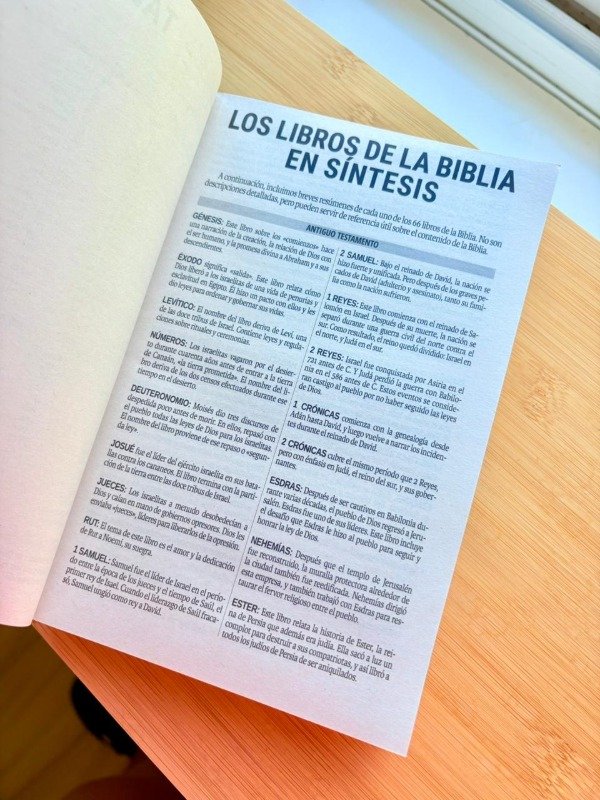 LOS LIBROS DE LA BIBLIA
EN SÍNTESIS
A continuación, incluimos breves resúmenes de cada uno de los 66 libros de la Biblia. No son
descripciones detalladas, pero pueden servir de referencia útil sobre el contenido de la Biblia.
ANTIGUO TESTAMENTO
GÉNESIS: Este libro sobre los «comienzos» hace
una narración de la creación, la relación de Dios con
el ser humano, y la promesa divina a Abraham y a sus
descendientes.
ÉXODO significa «salida». Este libro relata cómo
Dios liberó a los israelitas de una vida de penurias y
esclavitud en Egipto. Él hizo un pacto con ellos y les
dio leyes para ordenar y gobernar sus vidas.
LEVÍTICO: El nombre del libro deriva de Leví, una
de las doce tribus de Israel. Contiene leyes y regula-
ciones sobre rituales y ceremonias.
NÚMEROS: Los israelitas vagaron por el desier-
to durante cuarenta años antes de entrar a la tierra
de Canaán, «la tierra prometida». El nombre del li-
bro deriva de los dos censos efectuados durante ese
tiempo en el desierto.
DEUTERONOMIO: Moisés dio tres discursos de
despedida poco antes de morir. En ellos, repasó con
el pueblo todas las leyes de Dios para los israelitas.
El nombre del libro proviene de ese repaso o «segun-
da ley».
JOSUÉ fue el líder del ejército israelita en sus bata-
llas contra los cananeos. El libro termina con la parti-
ción de la tierra entre las doce tribus de Israel.
JUECES: Los israelitas a menudo desobedecían a
Dios y caían en mano de gobiernos opresores. Dios les
enviaba «jueces», líderes para liberarlos de la opresión.
RUT. El tema de este libro es el amor y la dedicación
de Rut a Noemí, su suegra.
1 SAMUEL: Samuel fue el líder de Israel en el perío-
do entre la época de los jueces y el tiempo de Saúl, el
primer rey de Israel. Cuando el liderazgo de Saúl fraca-
só, Samuel ungió como rey a David.
2 SAMUEL: Bajo el reinado de David, la nación se
hizo fuerte y unificada. Pero después de los graves pe-
cados de David (adulterio y asesinato), tanto su fami-
lia como la nación sufrieron.
1 REYES: Este libro comienza con el reinado de Sa-
lomón en Israel. Después de su muerte, la nación se
separó durante una guerra civil del norte contra el
sur. Como resultado, el reino quedó dividido: Israel en
el norte, y Judá en el sur.
2 REYES: Israel fue conquistada por Asiria en el
721 antes de C. Y Judá perdió la guerra con Babilo-
nia en el 586 antes de C. Estos eventos se conside-
ran castigo al pueblo por no haber seguido las leyes
de Dios.
1 CRÓNICAS comienza con la genealogía desde
Adán hasta David, y luego vuelve a narrar los inciden-
tes durante el reinado de David.
2 CRÓNICAS cubre el mismo período que 2 Reyes,
pero con énfasis en Judá, el reino del sur, y sus gober-
nantes.
ESDRAS: Después de ser cautivos en Babilonia du-
rante varias décadas, el pueblo de Dios regresó a Jeru-
salén. Esdras fue uno de sus líderes. Este libro incluye
el desafío que Esdras le hizo al pueblo para seguir y
honrar la ley de Dios.
NEHEMÍAS: Después que el templo de Jerusalén
fue reconstruido, la muralla protectora alrededor de
la ciudad también fue reedificada. Nehemías dirigió
esta empresa, y también trabajó con Esdras para res-
taurar el fervor religioso entre el pueblo.
ESTER: Este libro relata la historia de Ester, la rei-
na de Persia que además era judía. Ella sacó a luz un
complot para destruir a sus compatriotas, y así libró a
todos los judíos de Persia de ser aniquilados.